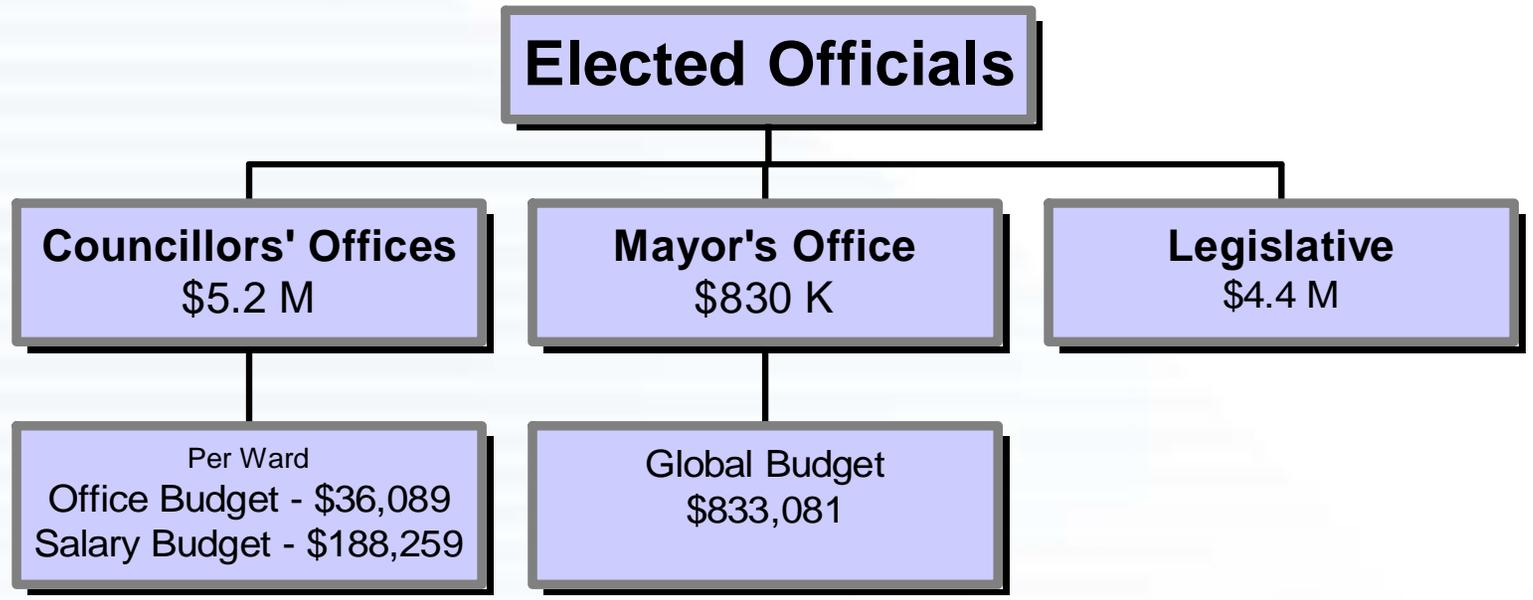 Elected Officials
Councillors' Offices
$5.2 M
Mayor's Office
$830 K
Legislative
$4.4 M
Per Ward
Office Budget - $36,089
Salary Budget - $188,259
Global Budget
$833,081